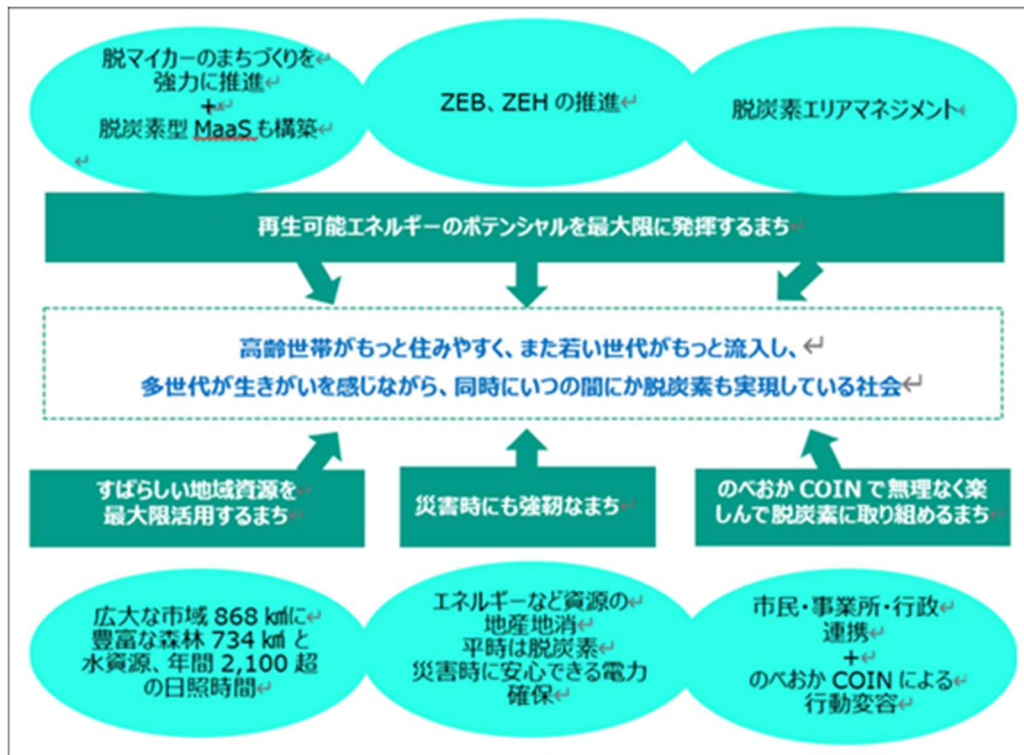 脱マイカーのまちづくりを↵
強力に推進↵
+↵
脱炭素型 MaaS も構築↵
↵
ZEB、ZEH の推進↵
脱炭素エリアマネジメント↵
再生可能エネルギーのポテンシャルを最大限に発揮するまち↵
高齢世帯がもっと住みやすく、また若い世代がもっと流入し、↵
多世代が生きがいを感じながら、同時にいつの間にか脱炭素も実現している社会↵
すばらしい地域資源を↵
最大限活用するまち↵
災害時にも強靭なまち↵
のべおか COIN で無理なく楽
しんで脱炭素に取り組めるまち↵
広大な市域 868 ㎢に↵
豊富な森林 734 ㎢ と↵
水資源、年間 2,100 超
の日照時間↵
エネルギーなど資源の↵
地産地消↵
平時は脱炭素↵
災害時に安心できる電力
確保↵
市民・事業所・行政↵
連携↵
+↵
のべおか COIN による↵
行動変容↵